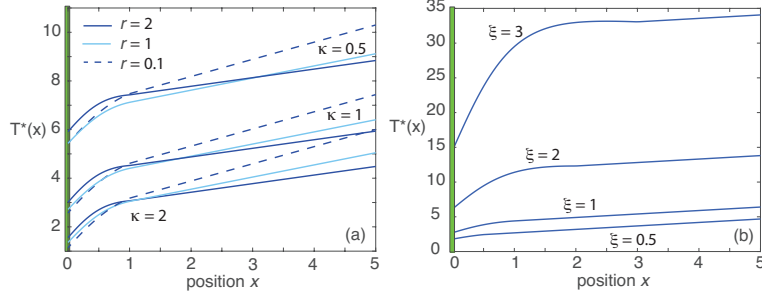 10
8
6
4
2
T*(x)
r = 2
r = 1
r = 0.1
κ = 0.5
κ = 1
κ = 2
(a)
0 1 2 3 4 5
position x
35
30
25
20
15
10
5
0
T*(x)
ξ = 3
ξ = 2
ξ = 1
ξ = 0.5
(b)
0 1 2 3 4 5
position x